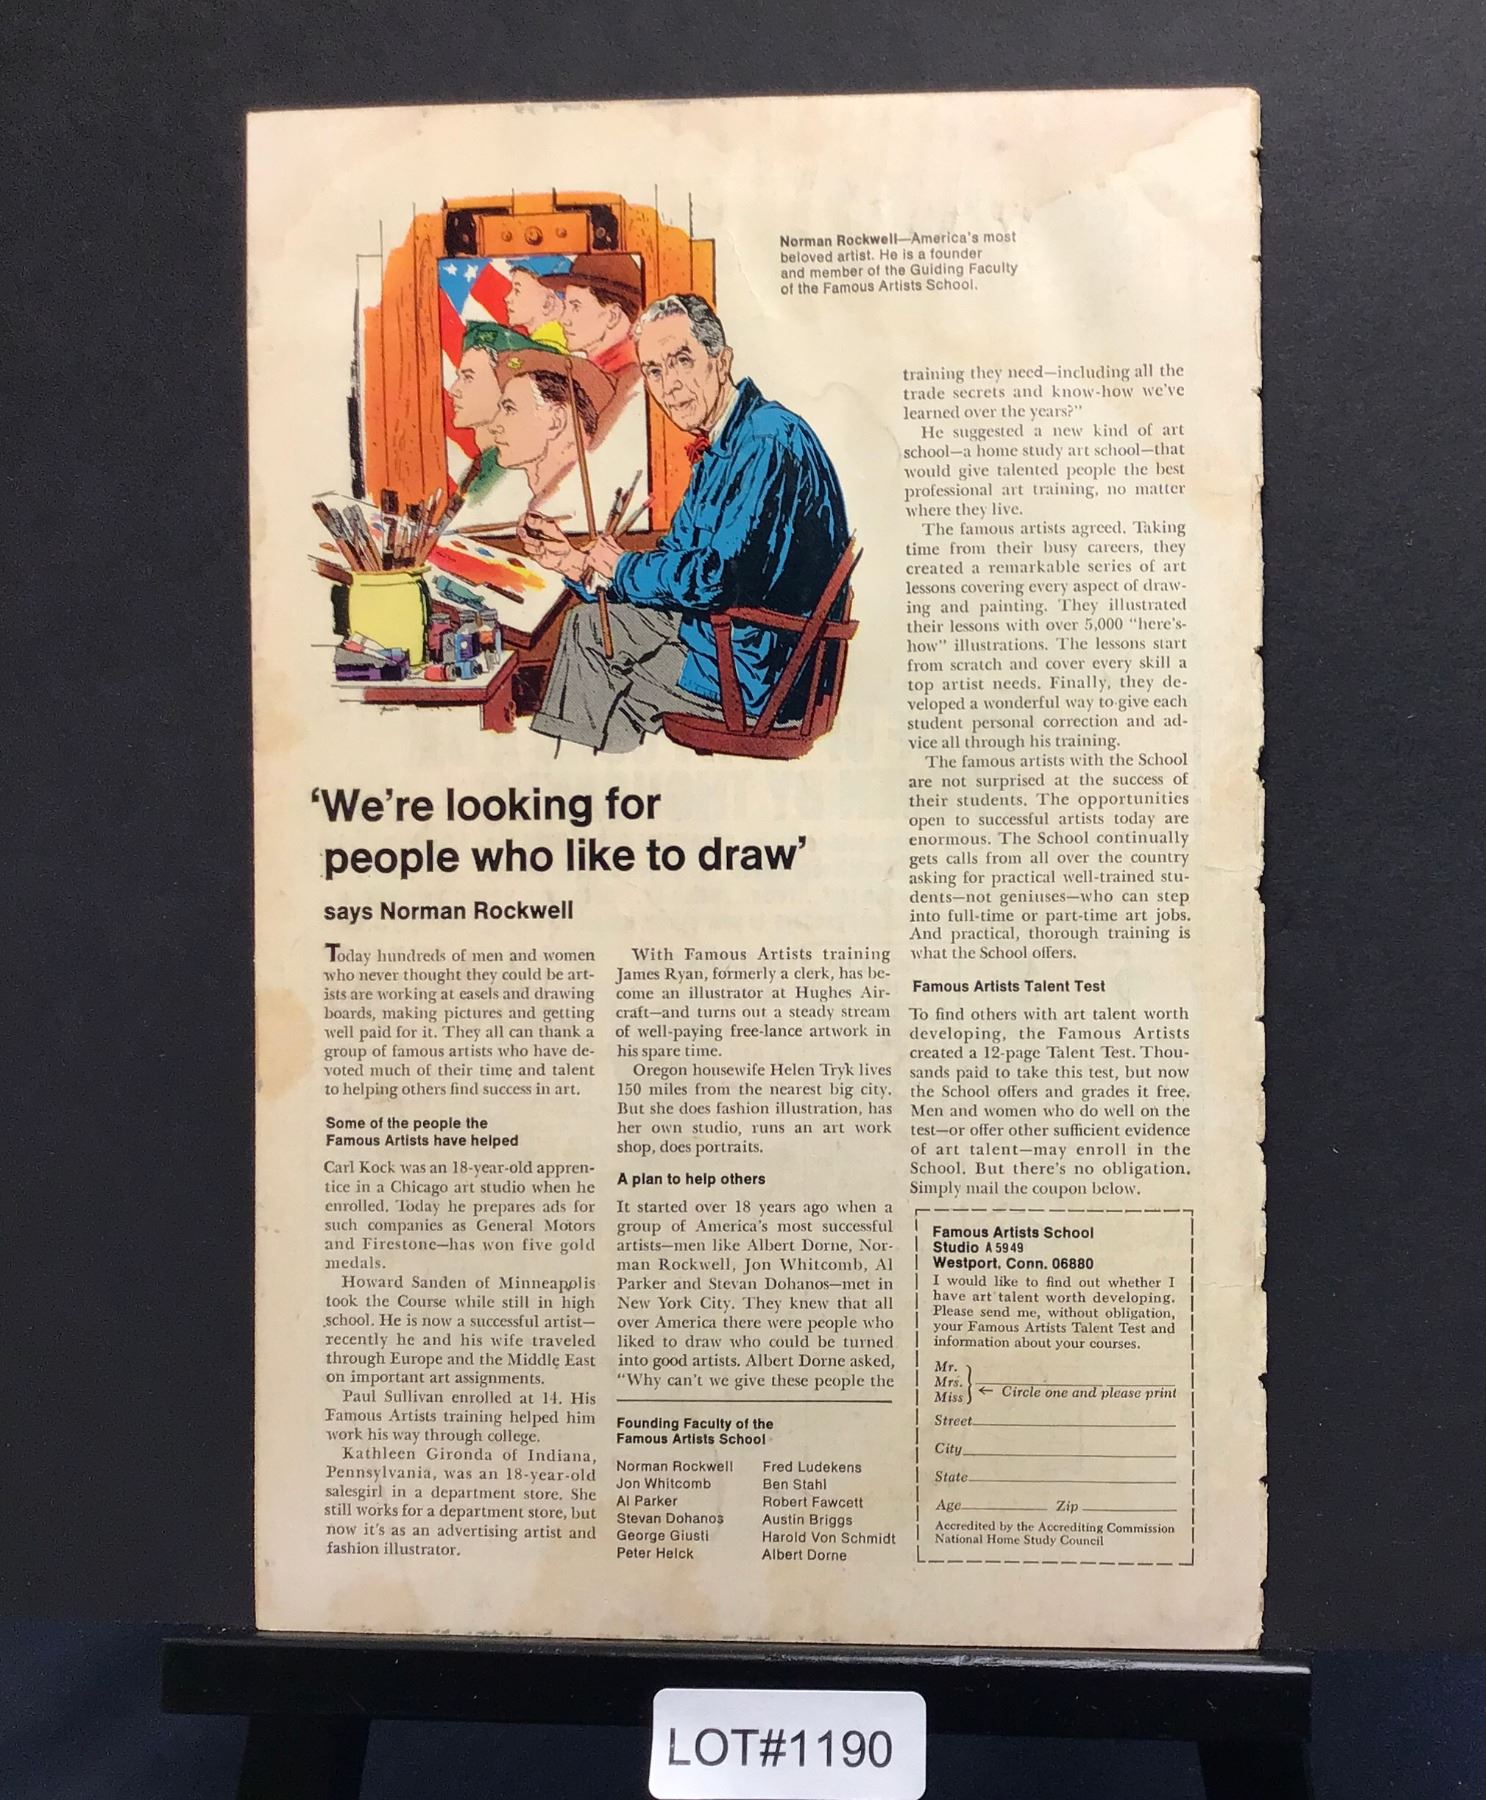 Norman Rockwell—America's most
beloved artist. He is a founder
and member of the Guiding Faculty
of the Famous Artists School.
'We're looking for
people who like to draw'
says Norman Rockwell
Today hundreds of men and women
who never thought they could be art-
ists are working at easels and drawing
boards, making pictures and getting
well paid for it. They all can thank a
group of famous artists who have de-
voted much of their time and talent
to helping others find success in art.
Some of the people the
Famous Artists have helped
Carl Kock was an 18-year-old appren-
tice in a Chicago art studio when he
enrolled. Today he prepares ads for
such companies as General Motors
and Firestone—has won five gold
medals.
Howard Sanden of Minneapolis
took the Course while still in high
school. He is now a successful artist—
recently he and his wife traveled
through Europe and the Middle East
on important art assignments.
Paul Sullivan enrolled at 14. His
Famous Artists training helped him
work his way through college.
Kathleen Gironda of Indiana,
Pennsylvania, was an 18-year-old
salesgirl in a department store. She
still works for a department store, but
now it's as an advertising artist and
fashion illustrator.
With Famous Artists training
James Ryan, formerly a clerk, has be-
come an illustrator at Hughes Air-
craft—and turns out a steady stream
of well-paying free-lance artwork in
his spare time.
Oregon housewife Helen Tryk lives
150 miles from the nearest big city.
But she does fashion illustration, has
her own studio, runs an art work
shop, does portraits.
A plan to help others
It started over 18 years ago when a
group of America's most successful
artists—men like Albert Dorne, Nor-
man Rockwell, Jon Whitcomb, Al
Parker and Stevan Dohanos—met in
New York City. They knew that all
over America there were people who
liked to draw who could be turned
into good artists. Albert Dorne asked,
"Why can't we give these people the
training they need—including all the
trade secrets and know-how we've
learned over the years?"
He suggested a new kind of art
school—a home study art school—that
would give talented people the best
professional art training, no matter
where they live.
The famous artists agreed. Taking
time from their busy careers, they
created a remarkable series of art
lessons covering every aspect of draw-
ing and painting. They illustrated
their lessons with over 5,000 "here's-
how" illustrations. The lessons start
from scratch and cover every skill a
top artist needs. Finally, they de-
veloped a wonderful way to give each
student personal correction and ad-
vice all through his training.
The famous artists with the School
are not surprised at the success of
their students. The opportunities
open to successful artists today are
enormous. The School continually
gets calls from all over the country
asking for practical well-trained stu-
dents—not geniuses—who can step
into full-time or part-time art jobs.
And practical, thorough training is
what the School offers.
Famous Artists Talent Test
To find others with art talent worth
developing, the Famous Artists
created a 12-page Talent Test. Thou-
sands paid to take this test, but now
the School offers and grades it free.
Men and women who do well on the
test—or offer other sufficient evidence
of art talent—may enroll in the
School. But there's no obligation.
Simply mail the coupon below.
Founding Faculty of the
Famous Artists School
Norman Rockwell
Jon Whitcomb
Al Parker
Stevan Dohanos
George Giusti
Peter Helck
Fred Ludekens
Ben Stahl
Robert Fawcett
Austin Briggs
Harold Von Schmidt
Albert Dorne
Famous Artists School
Studio A5949
Westport, Conn. 06880
I would like to find out whether I
have art talent worth developing.
Please send me, without obligation,
your Famous Artists Talent Test and
information about your courses.
Mr.
Mrs.
Miss
← Circle one and please print
Street
City
State
Age Zip
Accredited by the Accrediting Commission
National Home Study Council
LOT#1190